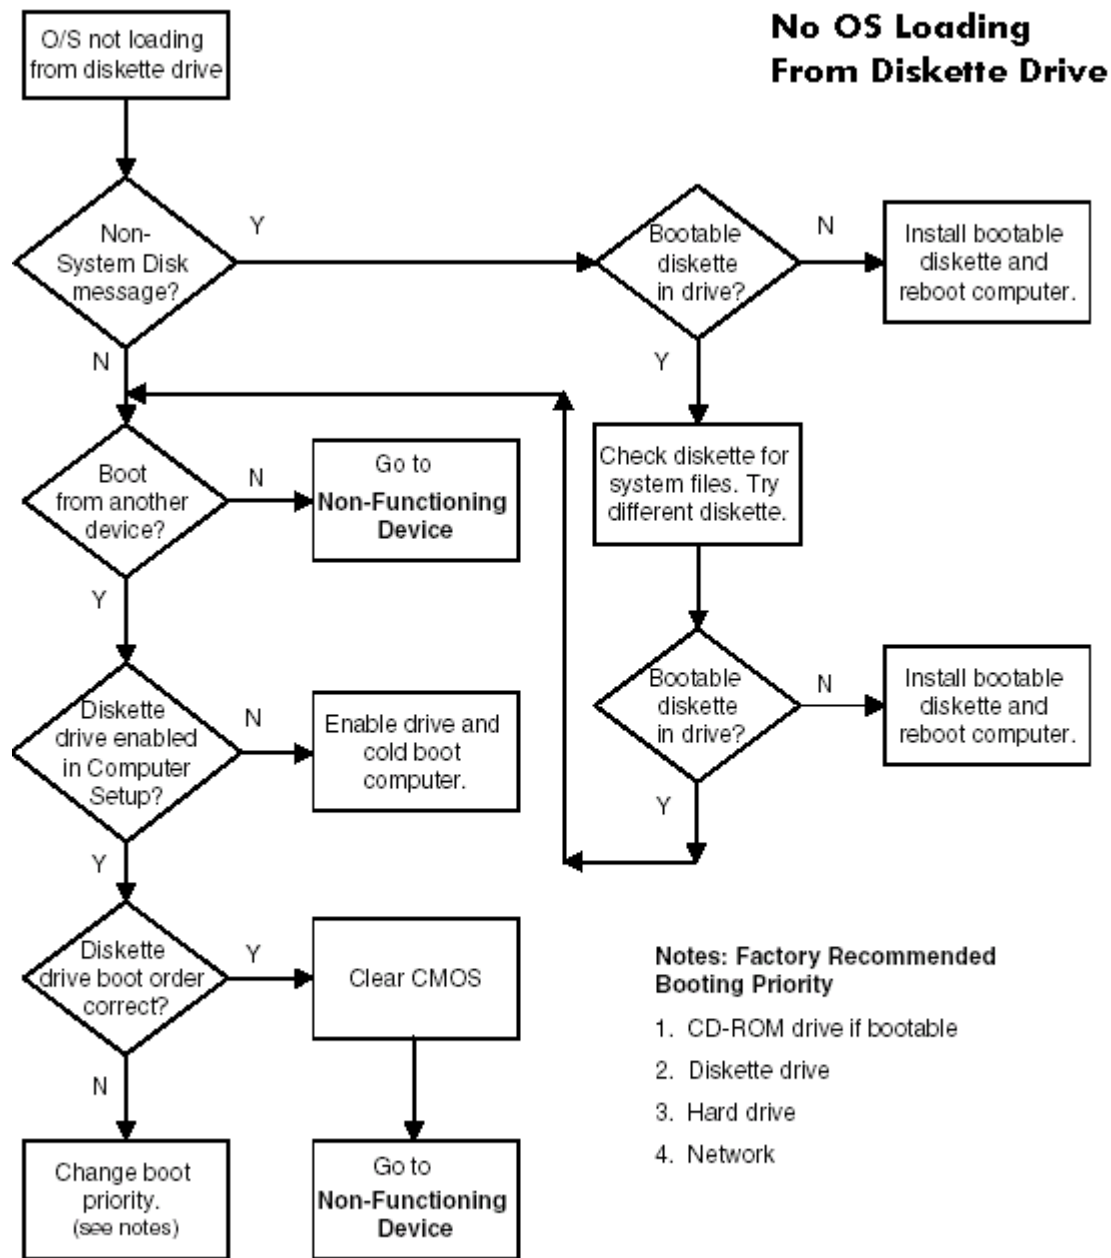 No OS Loading
From Diskette Drive
O/S not loading
from diskette drive
Non-
System Disk
message?
Y
N
Bootable
diskette
in drive?
N
Install bootable
diskette and
reboot computer.
Y
Check diskette for
system files. Try
different diskette.
Bootable
diskette
in drive?
N
Install bootable
diskette and
reboot computer.
Y
Boot
from another
device?
N
Go to
Non-Functioning
Device
Y
Diskette
drive enabled
in Computer
Setup?
N
Enable drive and
cold boot
computer.
Y
Diskette
drive boot order
correct?
Y
Clear CMOS
Go to
Non-Functioning
Device
N
Change boot
priority.
(see notes)
Notes: Factory Recommended
Booting Priority
1. CD-ROM drive if bootable
2. Diskette drive
3. Hard drive
4. Network